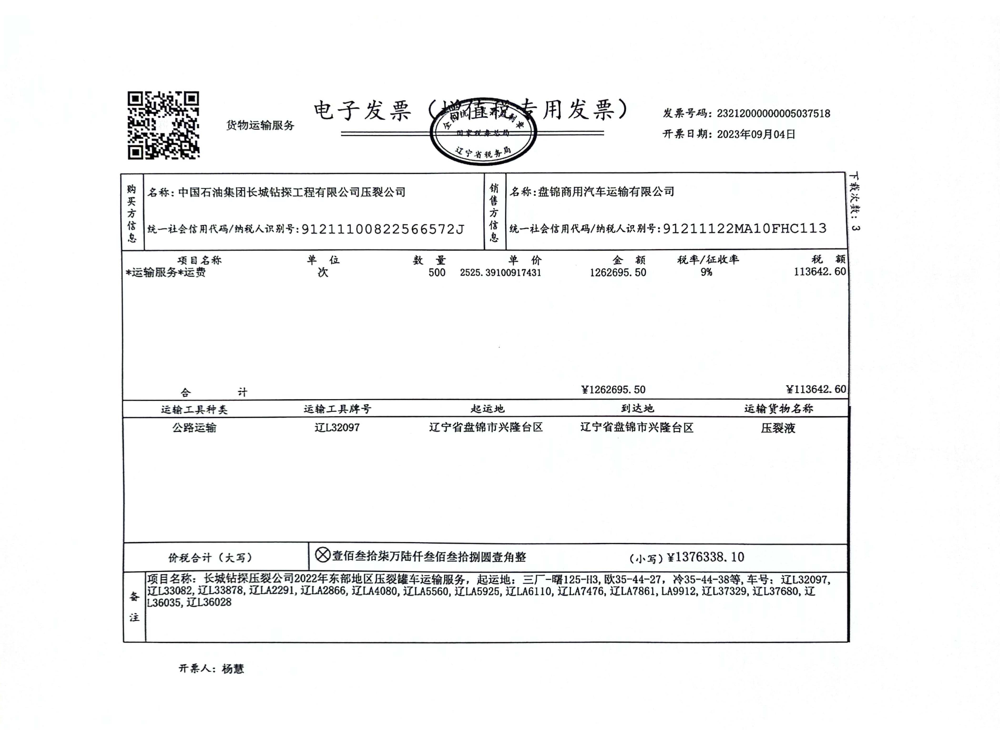 电子发票（增值税专用发票）
货物运输服务
发票号码：23212000000005037518
开票日期：2023年09月04日
全国统一发票监制章
国家税务总局
辽宁省税务局
下载次数：3
购买方信息
名称：中国石油集团长城钻探工程有限公司压裂公司
统一社会信用代码/纳税人识别号：91211100822566572J
销售方信息
名称：盘锦商用汽车运输有限公司
统一社会信用代码/纳税人识别号：91211122MA10FHC113
项目名称 单位 数量 单价 金额 税率/征收率 税额
*运输服务*运费 次 500 2525.39100917431 1262695.50 9% 113642.60
合计 ¥1262695.50 ¥113642.60
运输工具种类 运输工具牌号 起运地 到达地 运输货物名称
公路运输 辽L32097 辽宁省盘锦市兴隆台区 辽宁省盘锦市兴隆台区 压裂液
价税合计（大写） ⊗壹佰叁拾柒万陆仟叁佰叁拾捌圆壹角整 （小写）¥1376338.10
备注
项目名称：长城钻探压裂公司2022年东部地区压裂罐车运输服务，起运地：三厂-曙125-H3,欧35-44-27，冷35-44-38等,车号：辽L32097,
辽L33082,辽L33878,辽LA2291,辽LA2866,辽LA4080,辽LA5560,辽LA5925,辽LA6110,辽LA7476,辽LA7861,LA9912,辽L37329,辽L37680,辽
L36035,辽L36028
开票人：杨慧